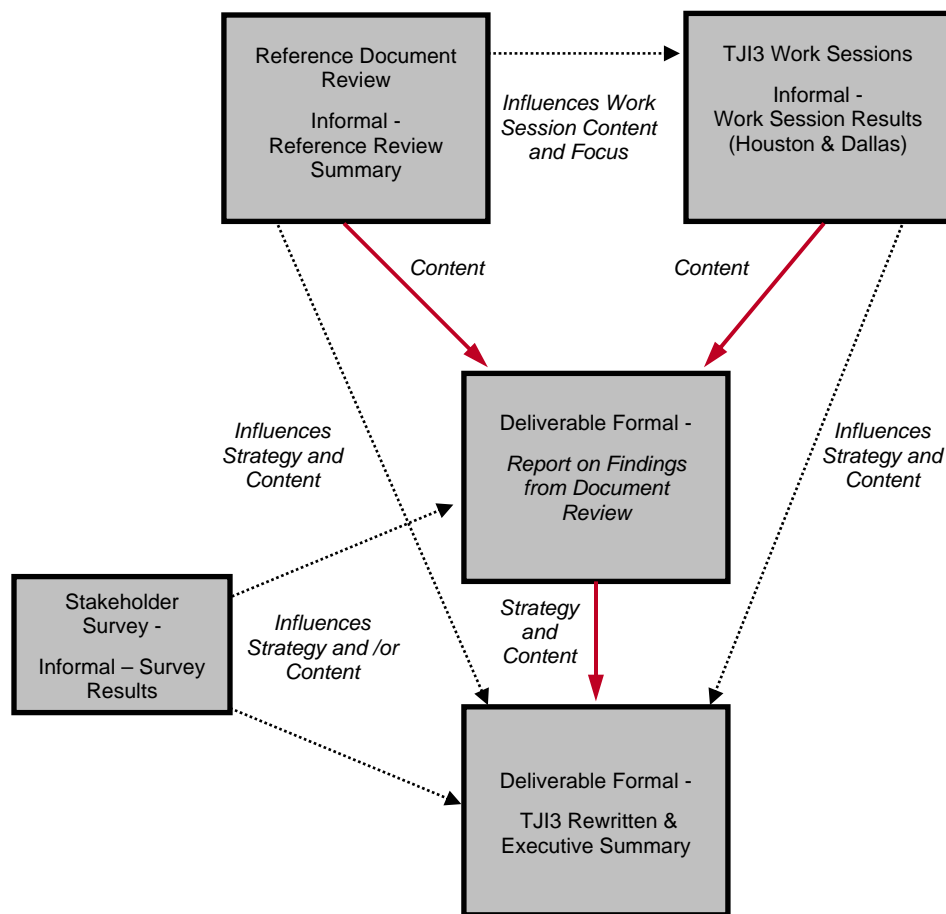 Reference Document
Review
Informal -
Reference Review
Summary
Influences Work
Session Content
and Focus
TJI3 Work Sessions
Informal -
Work Session Results
(Houston & Dallas)
Content
Content
Influences
Strategy and
Content
Deliverable Formal -
Report on Findings
from Document
Review
Influences
Strategy and
Content
Stakeholder
Survey -
Informal – Survey
Results
Influences
Strategy and /or
Content
Strategy
and
Content
Deliverable Formal -
TJI3 Rewritten &
Executive Summary